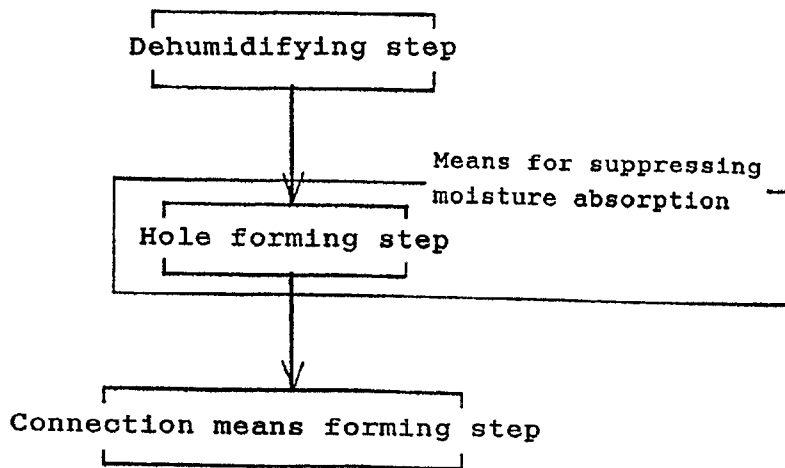 Dehumidifying step
Means for suppressing
moisture absorption
Hole forming step
Connection means forming step